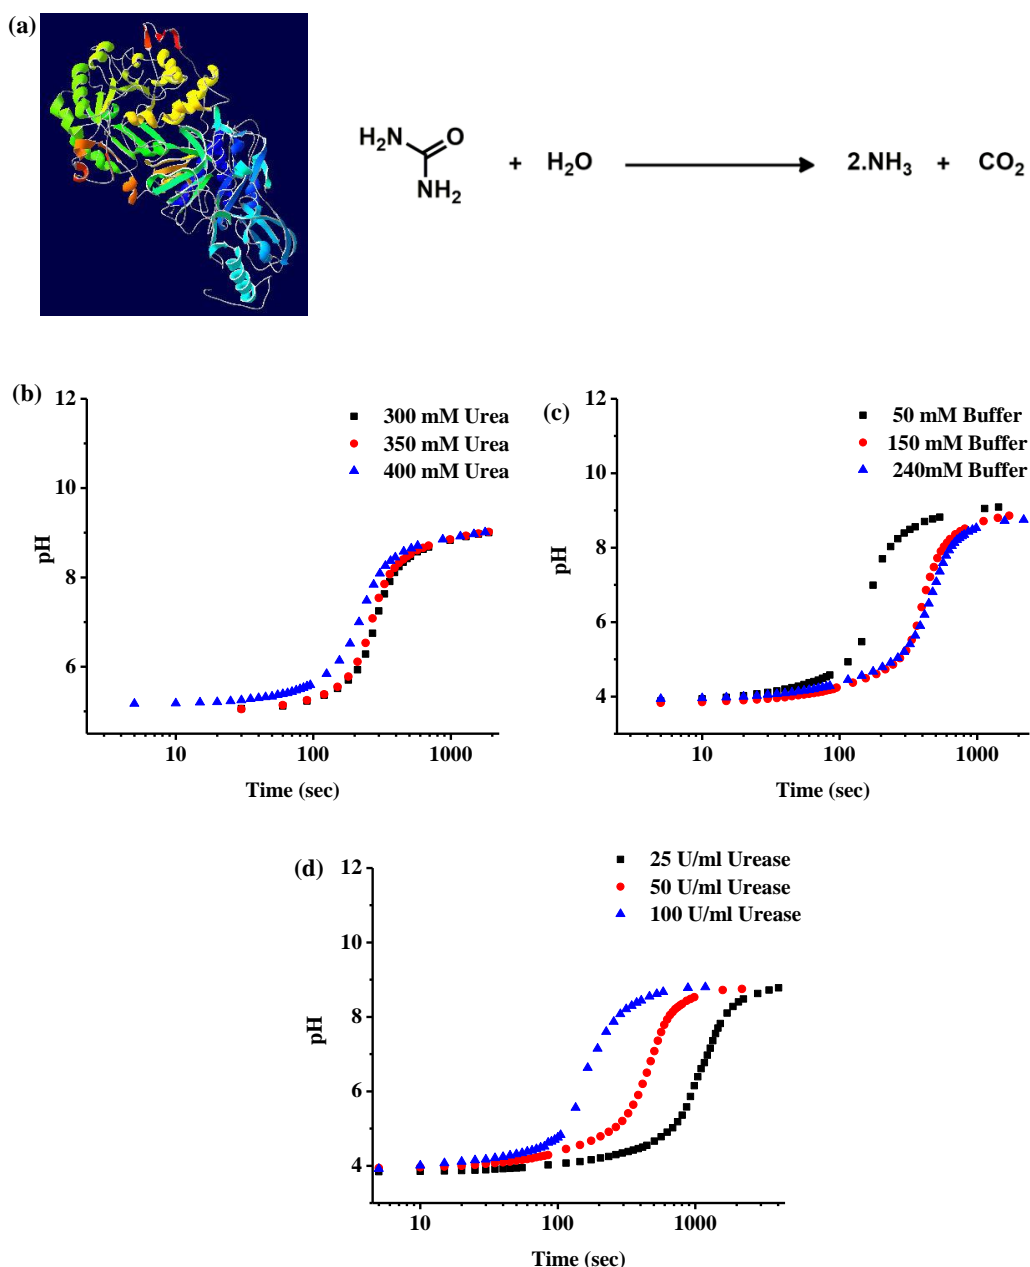 (a)
H₂N
O
NH₂
+ H₂O
2.NH₃ + CO₂
(b)
12
10
8
6
pH
300 mM Urea
350 mM Urea
400 mM Urea
10 100 1000
Time (sec)
(c)
12
10
8
6
4
pH
50 mM Buffer
150 mM Buffer
240mM Buffer
10 100 1000
Time (sec)
(d)
12
10
8
6
4
pH
25 U/ml Urease
50 U/ml Urease
100 U/ml Urease
10 100 1000
Time (sec)